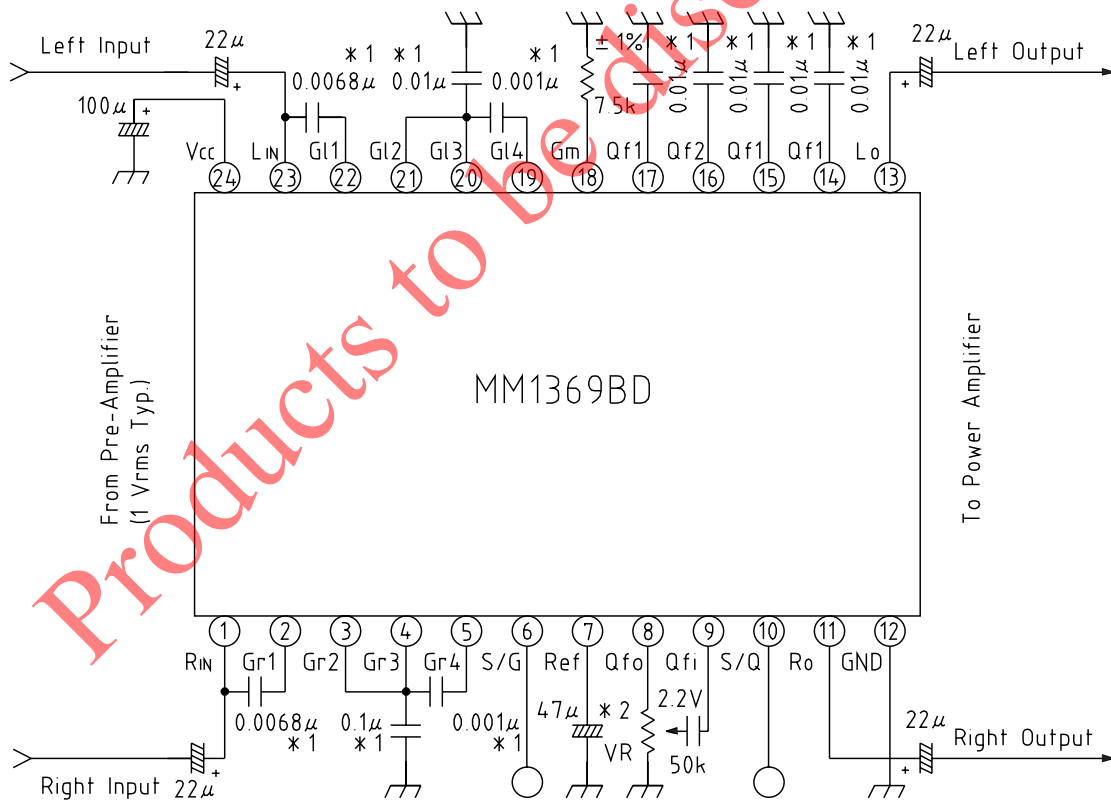 Left Input
22μ
100μ +
+
* 1
0.0068μ
* 1
0.01μ
* 1
0.001μ
± 1%
7.5k
* 1
0.01μ
* 1
0.01μ
* 1
0.01μ
* 1
0.01μ
22μ
+
Left Output
Vcc LIN Gl1 Gl2 Gl3 Gl4 Gm Qf1 Qf2 Qf1 Qf1 Lo
24 23 22 21 20 19 18 17 16 15 14 13
From Pre-Amplifier
(1 Vrms Typ.)
MM1369BD
To Power Amplifier
Products to be disc
1 2 3 4 5 6 7 8 9 10 11 12
RIN Gr1 Gr2 Gr3 Gr4 S/G Ref Qfo Qfi S/Q Ro GND
0.0068μ
* 1
0.1μ
* 1
0.001μ
* 1
47μ
* 2
VR
2.2V
50k
22μ
+
Right Output
Right Input
22μ
+